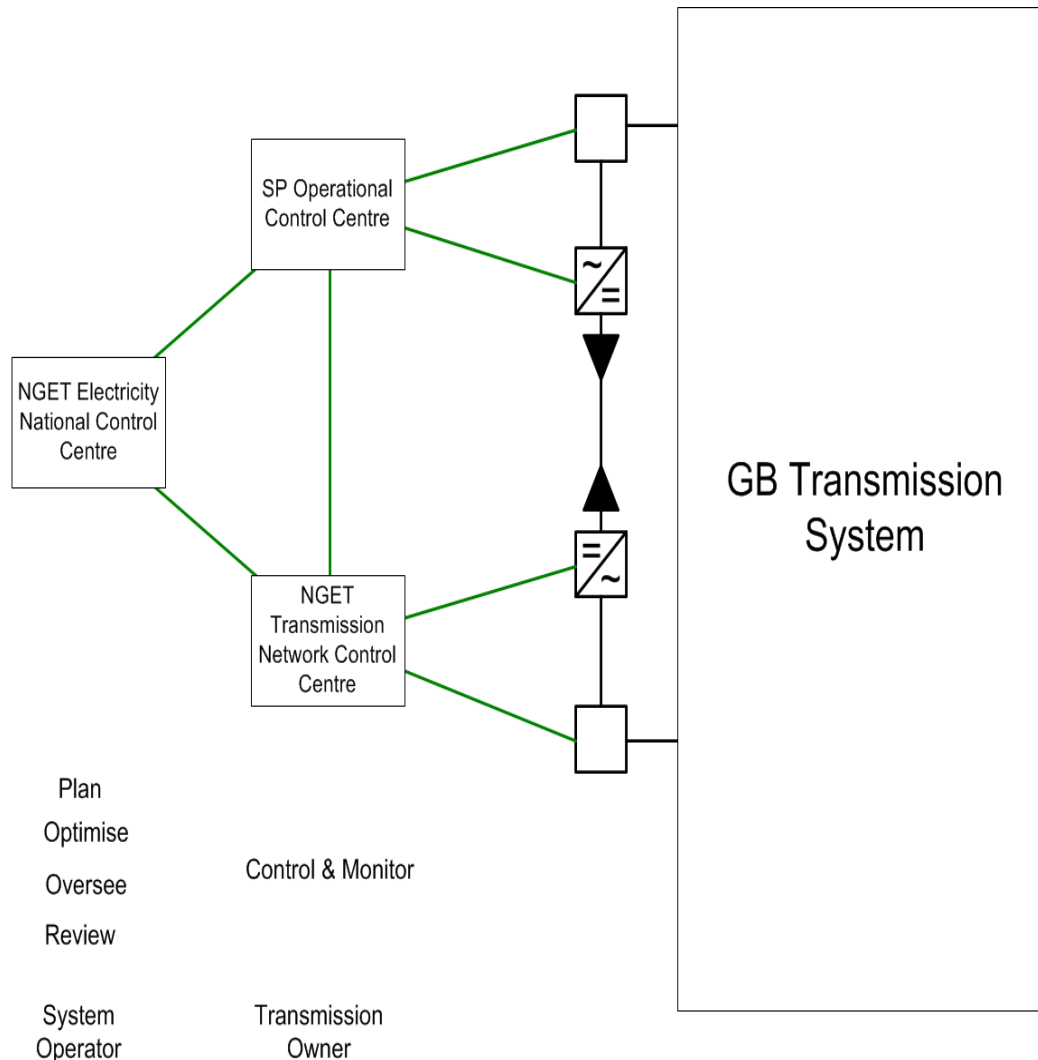 SP Operational
Control Centre
~
=
NGET Electricity
National Control
Centre
GB Transmission
System
=
~
NGET
Transmission
Network Control
Centre
Plan
Optimise
Oversee
Control & Monitor
Review
System
Operator
Transmission
Owner